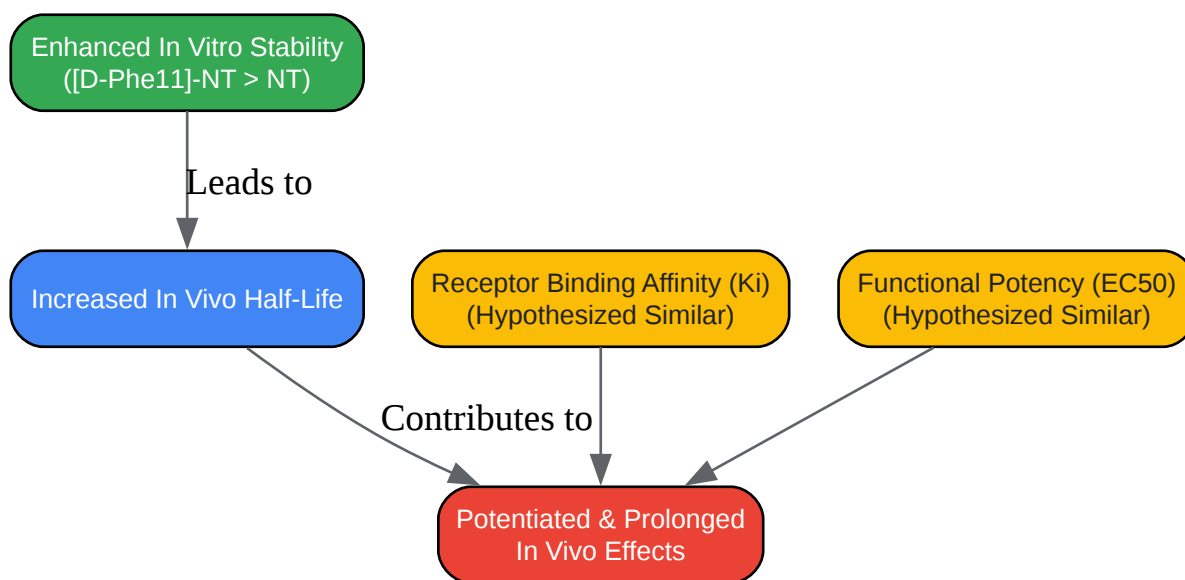 Enhanced In Vitro Stability
([D-Phe11]-NT > NT)
Leads to
Increased In Vivo Half-Life
Receptor Binding Affinity (Ki)
(Hypothesized Similar)
Functional Potency (EC50)
(Hypothesized Similar)
Contributes to
Potentiated & Prolonged
In Vivo Effects